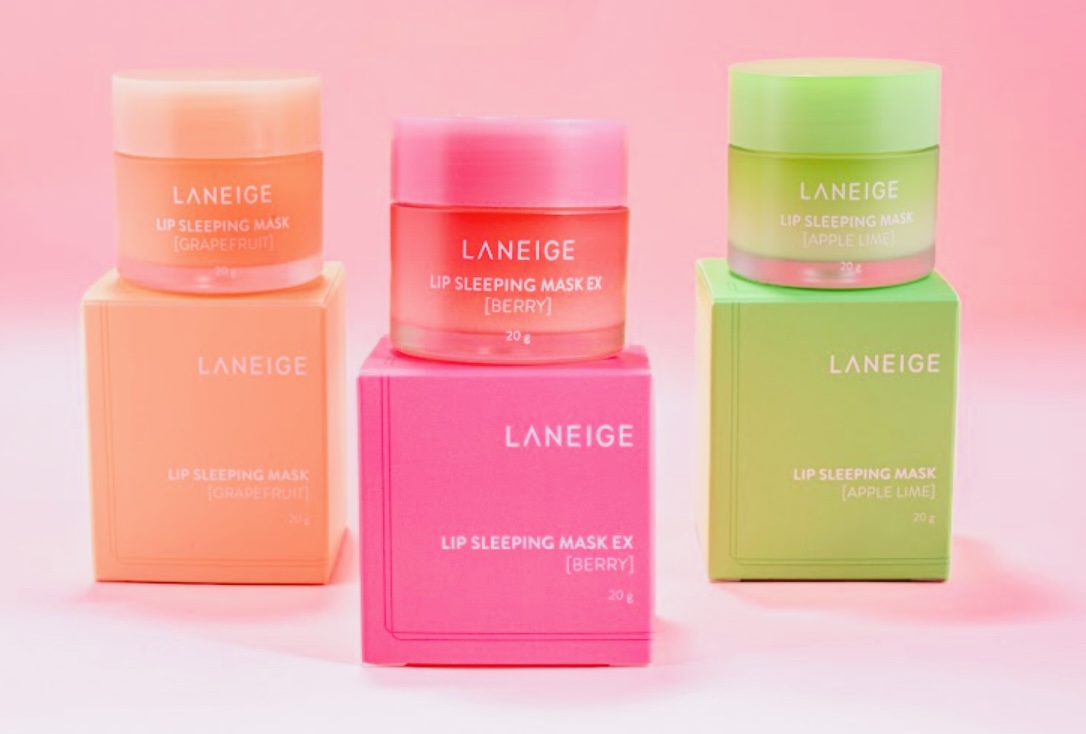 LANEIGE
LIP SLEEPING MASK
[GRAPEFRUIT]
20 g
LANEIGE
LIP SLEEPING MASK
[GRAPEFRUIT]
20 g
LANEIGE
LIP SLEEPING MASK EX
[BERRY]
20 g
LANEIGE
LIP SLEEPING MASK EX
[BERRY]
20 g
LANEIGE
LIP SLEEPING MASK
[APPLE LIME]
20 g
LANEIGE
LIP SLEEPING MASK
[APPLE LIME]
20 g